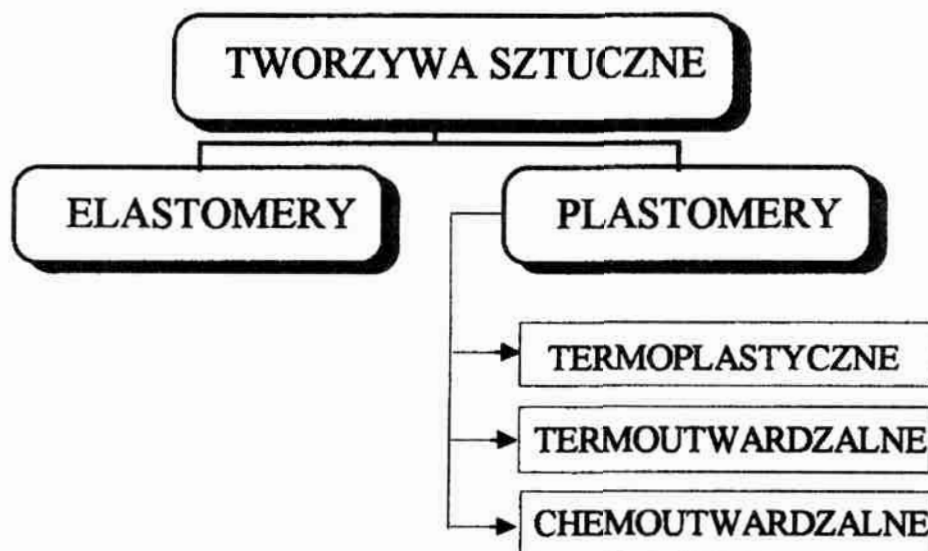 TWORZYWA SZTUCZNE
ELASTOMERY
PLASTOMERY
TERMOPLASTYCZNE
TERMOUTWARDZALNE
CHEMOUTWARDZALNE